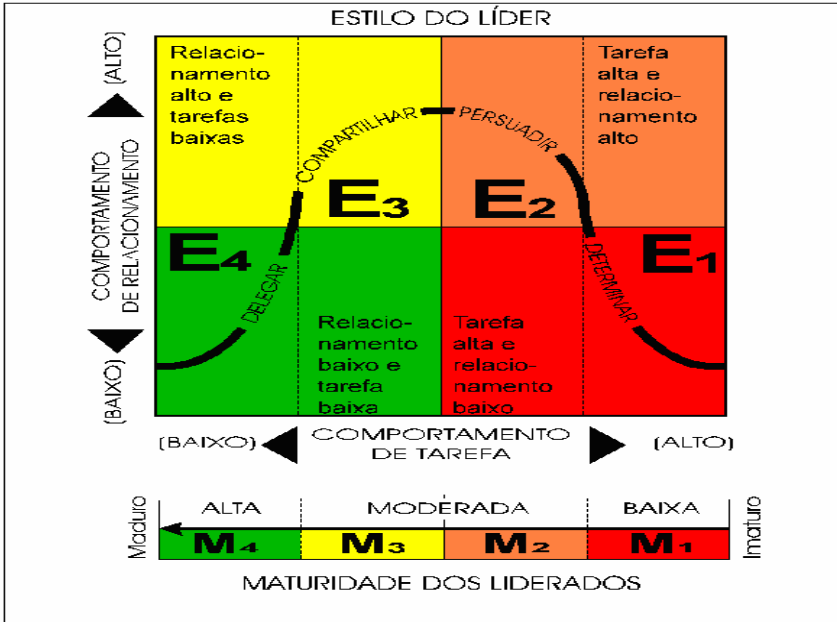 ESTILO DO LÍDER
(ALTO)
COMPORTAMENTO
DE RELACIONAMENTO
(BAIXO)
Relacio-
namento
alto e
tarefas
baixas
Tarefa
alta e
relacio-
namento
alto
COMPARTILHAR
PERSUADIR
E3
E2
E4
E1
DELEGAR
DETERMINAR
Relacio-
namento
baixo e
tarefa
baixa
Tarefa
alta e
relacio-
namento
baixo
(BAIXO)
COMPORTAMENTO
DE TAREFA
(ALTO)
Maduro
ALTA
MODERADA
BAIXA
Imaturo
M4
M3
M2
M1
MATURIDADE DOS LIDERADOS